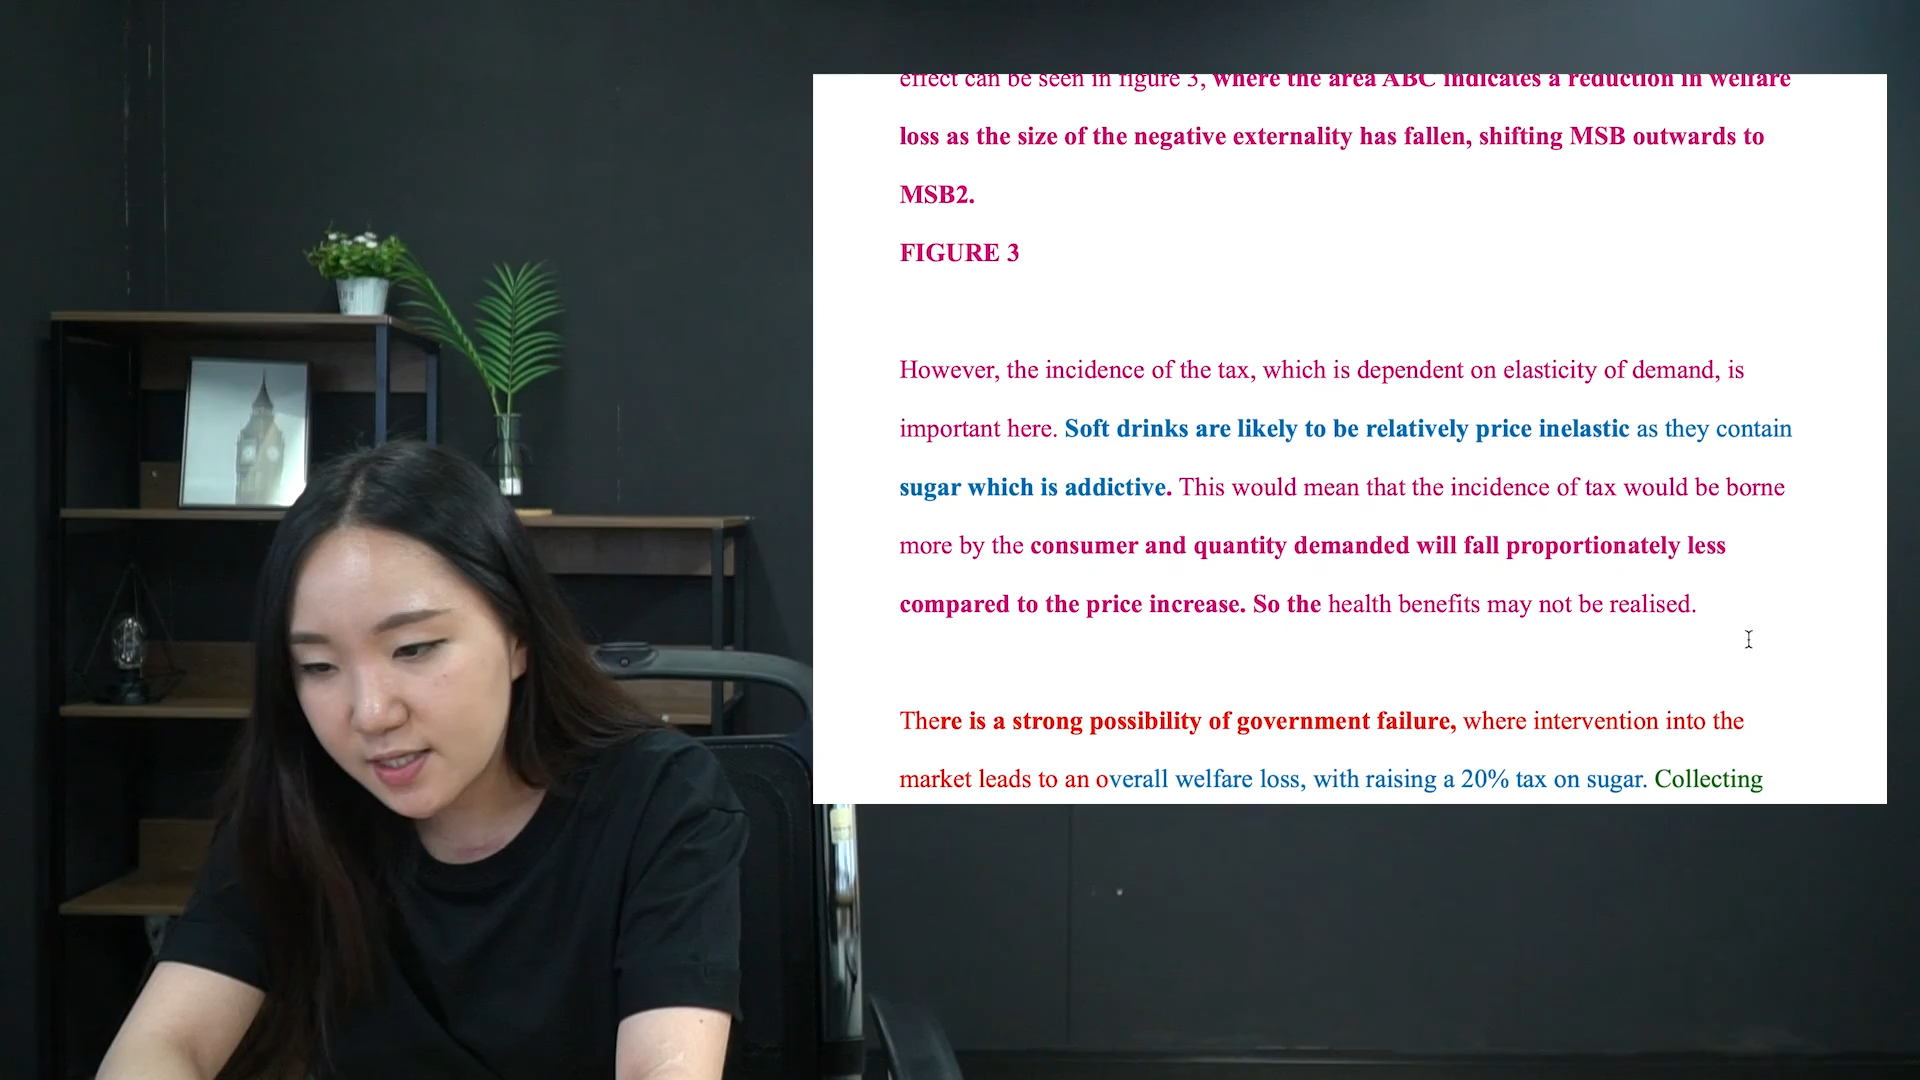 effect can be seen in figure 3, where the area ABC indicates a reduction in welfare
loss as the size of the negative externality has fallen, shifting MSB outwards to
MSB2.
FIGURE 3
However, the incidence of the tax, which is dependent on elasticity of demand, is
important here. Soft drinks are likely to be relatively price inelastic as they contain
sugar which is addictive. This would mean that the incidence of tax would be borne
more by the consumer and quantity demanded will fall proportionately less
compared to the price increase. So the health benefits may not be realised.
There is a strong possibility of government failure, where intervention into the
market leads to an overall welfare loss, with raising a 20% tax on sugar. Collecting